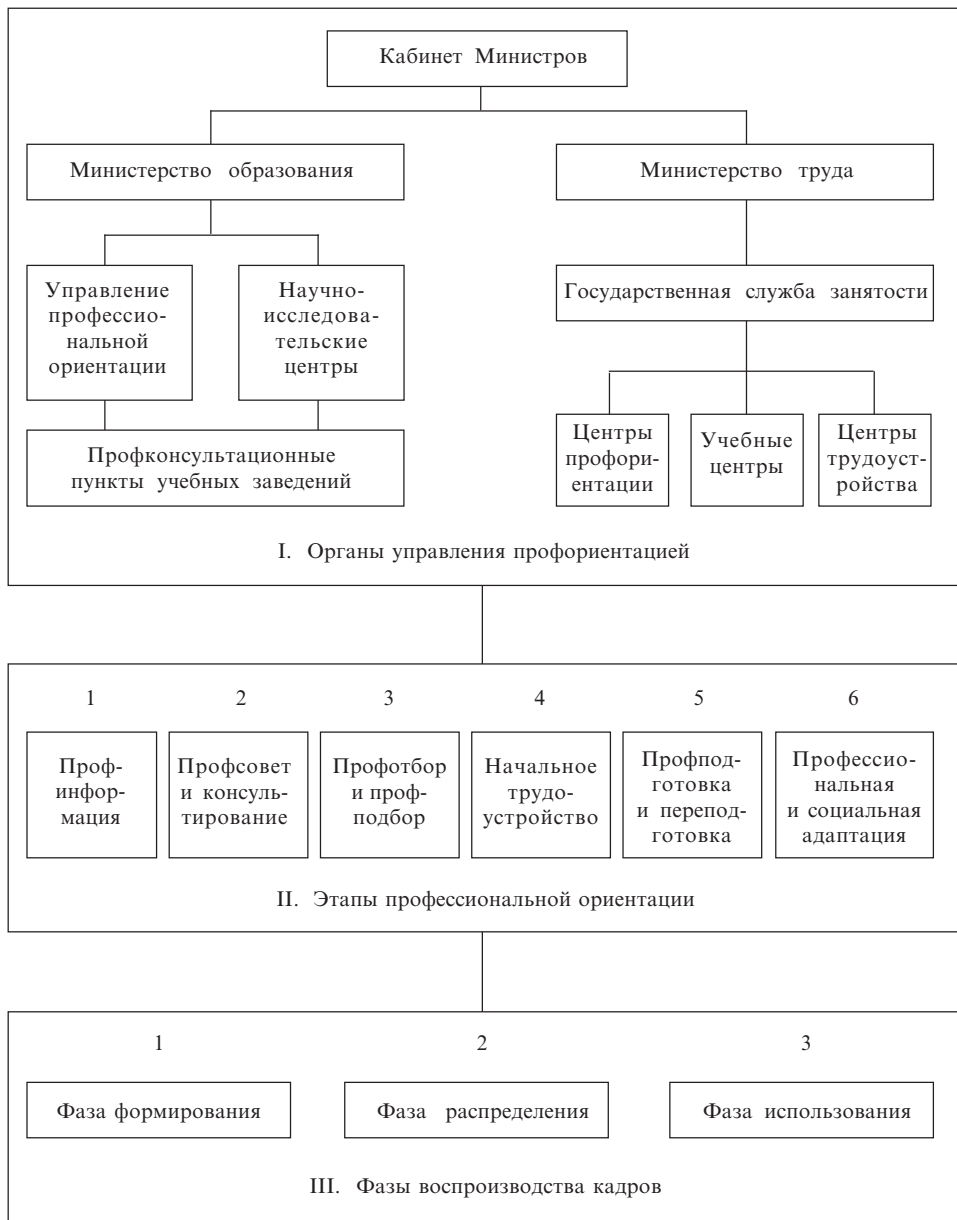 Кабинет Министров
Министерство образования
Министерство труда
Управление
профессио-
нальной
ориентации
Научно-
исследова-
тельские
центры
Государственная служба занятости
Профконсультационные
пункты учебных заведений
Центры
профори-
ентации
Учебные
центры
Центры
трудоуст-
ройства
I. Органы управления профориентацией
1
2
3
4
5
6
Проф-
инфор-
мация
Профсовет
и консуль-
тирование
Профотбор
и проф-
подбор
Начальное
трудо-
устройство
Профпод-
готовка
и перепод-
готовка
Профессио-
нальная
и социальная
адаптация
II. Этапы профессиональной ориентации
1
2
3
Фаза формирования
Фаза распределения
Фаза использования
III. Фазы воспроизводства кадров